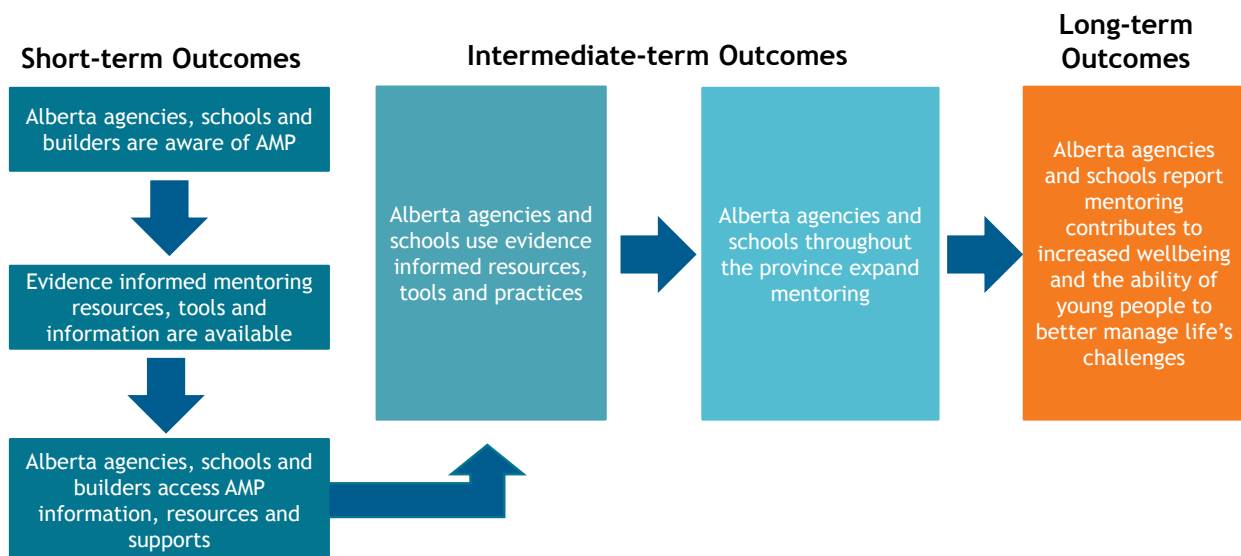 Short-term Outcomes
Alberta agencies, schools and
builders are aware of AMP
Evidence informed mentoring
resources, tools and
information are available
Alberta agencies, schools and
builders access AMP
information, resources and
supports
Intermediate-term Outcomes
Alberta agencies and
schools use evidence
informed resources,
tools and practices
Alberta agencies and
schools throughout
the province expand
mentoring
Long-term
Outcomes
Alberta agencies
and schools report
mentoring
contributes to
increased wellbeing
and the ability of
young people to
better manage life’s
challenges